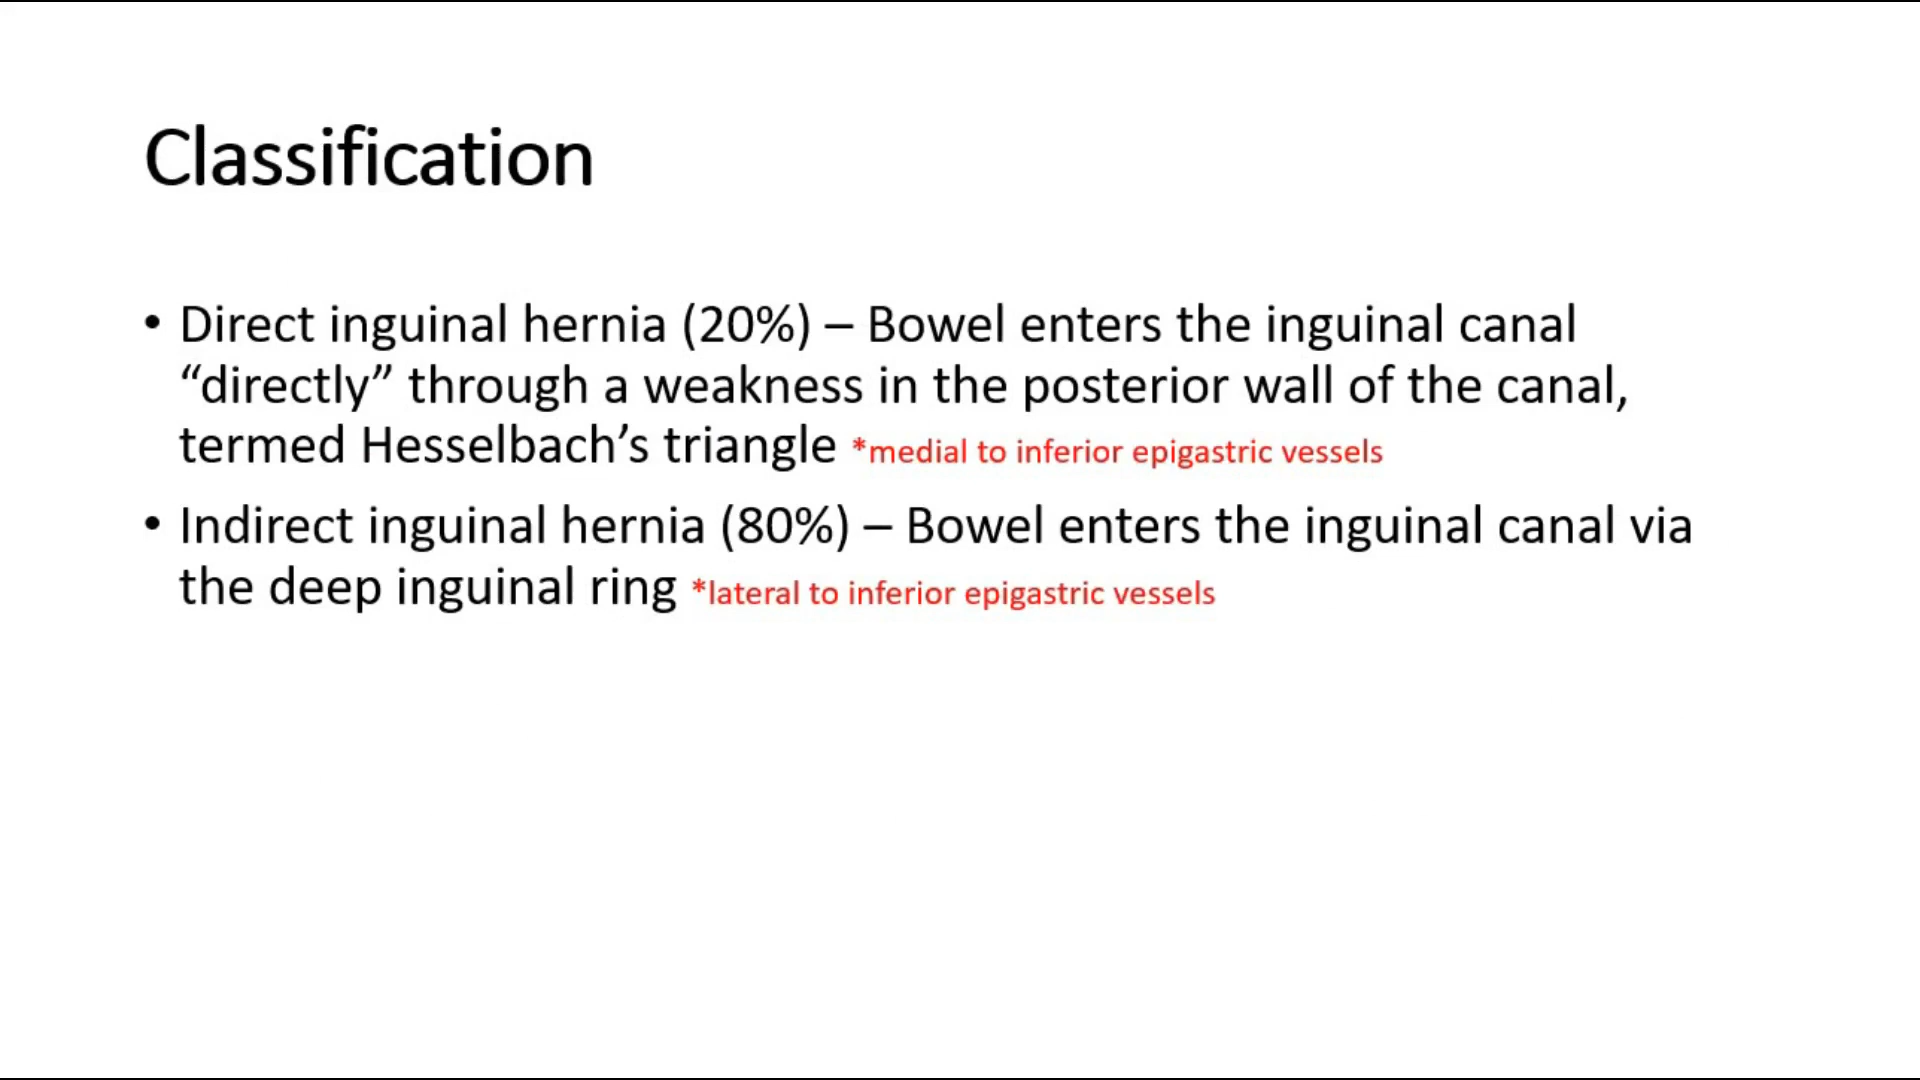 Classification
• Direct inguinal hernia (20%) – Bowel enters the inguinal canal
“directly” through a weakness in the posterior wall of the canal,
termed Hesselbach’s triangle *medial to inferior epigastric vessels
• Indirect inguinal hernia (80%) – Bowel enters the inguinal canal via
the deep inguinal ring *lateral to inferior epigastric vessels